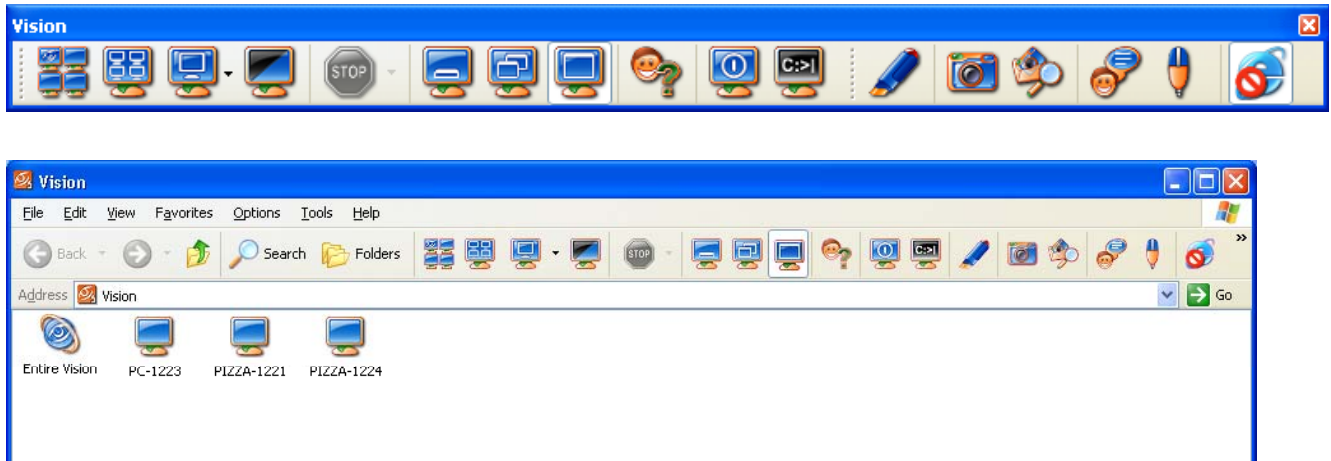 Vision
STOP C:>|
Vision
File Edit View Favorites Options Tools Help
Back Search Folders STOP C:>| »
Address Vision Go
Entire Vision PC-1223 PIZZA-1221 PIZZA-1224